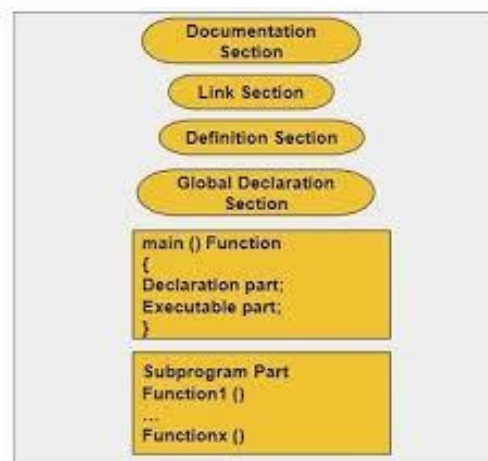 Documentation
Section
Link Section
Definition Section
Global Declaration
Section
main () Function
{
Declaration part;
Executable part;
}
Subprogram Part
Function1 ()
...
Functionx ()